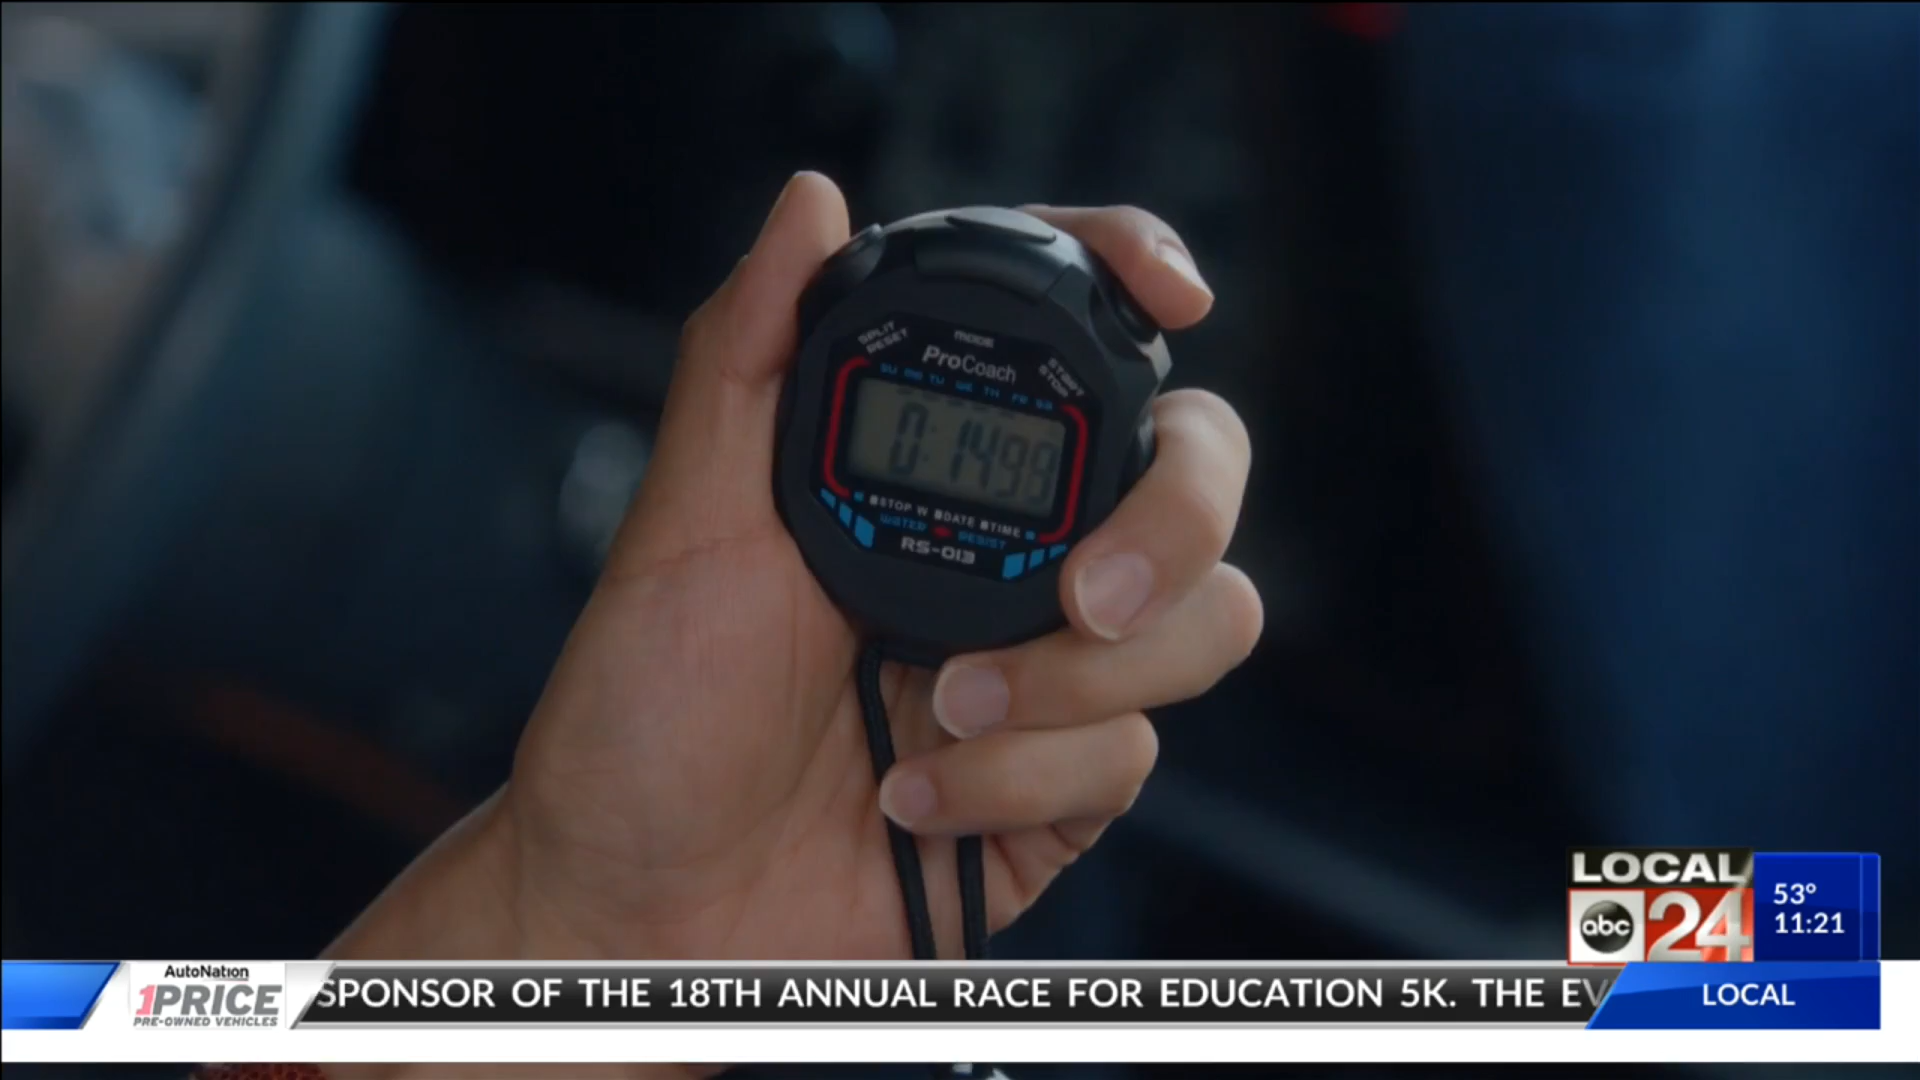 SPLIT
RESET
MODE
START
STOP
ProCoach
SU MO TU WE TH FR SA
0:1499
STOP W DATE TIME
WATER RESIST
RS-013
LOCAL
abc 24
53°
11:21
AutoNation
1PRICE
PRE-OWNED VEHICLES
SPONSOR OF THE 18TH ANNUAL RACE FOR EDUCATION 5K. THE EV
LOCAL